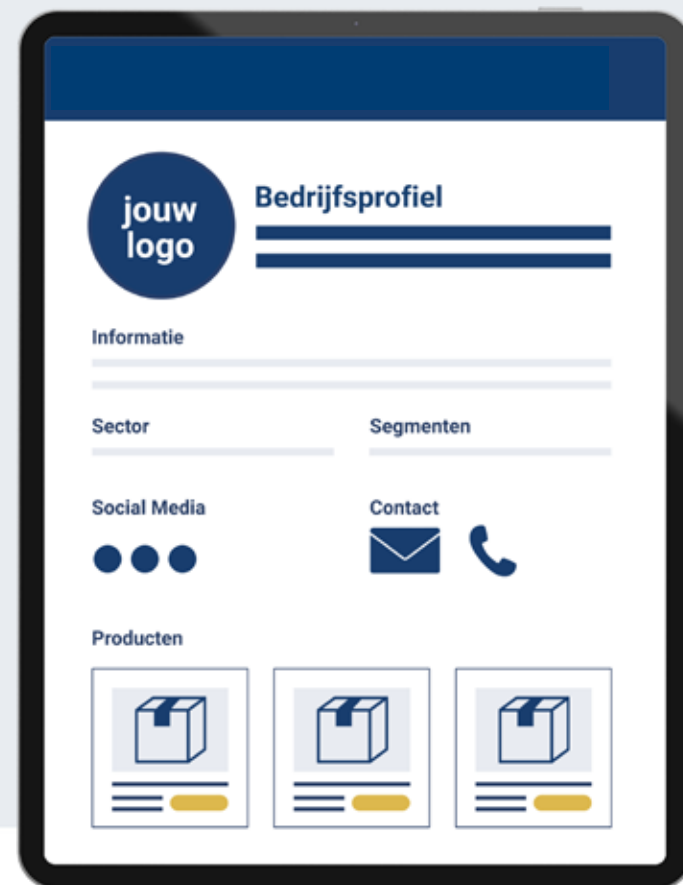 jouw
logo
Bedrijfsprofiel
Informatie
Sector
Segmenten
Social Media
Contact
Producten